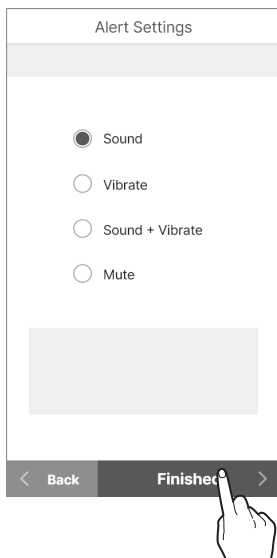 Alert Settings
Sound
Vibrate
Sound + Vibrate
Mute
< Back Finished >